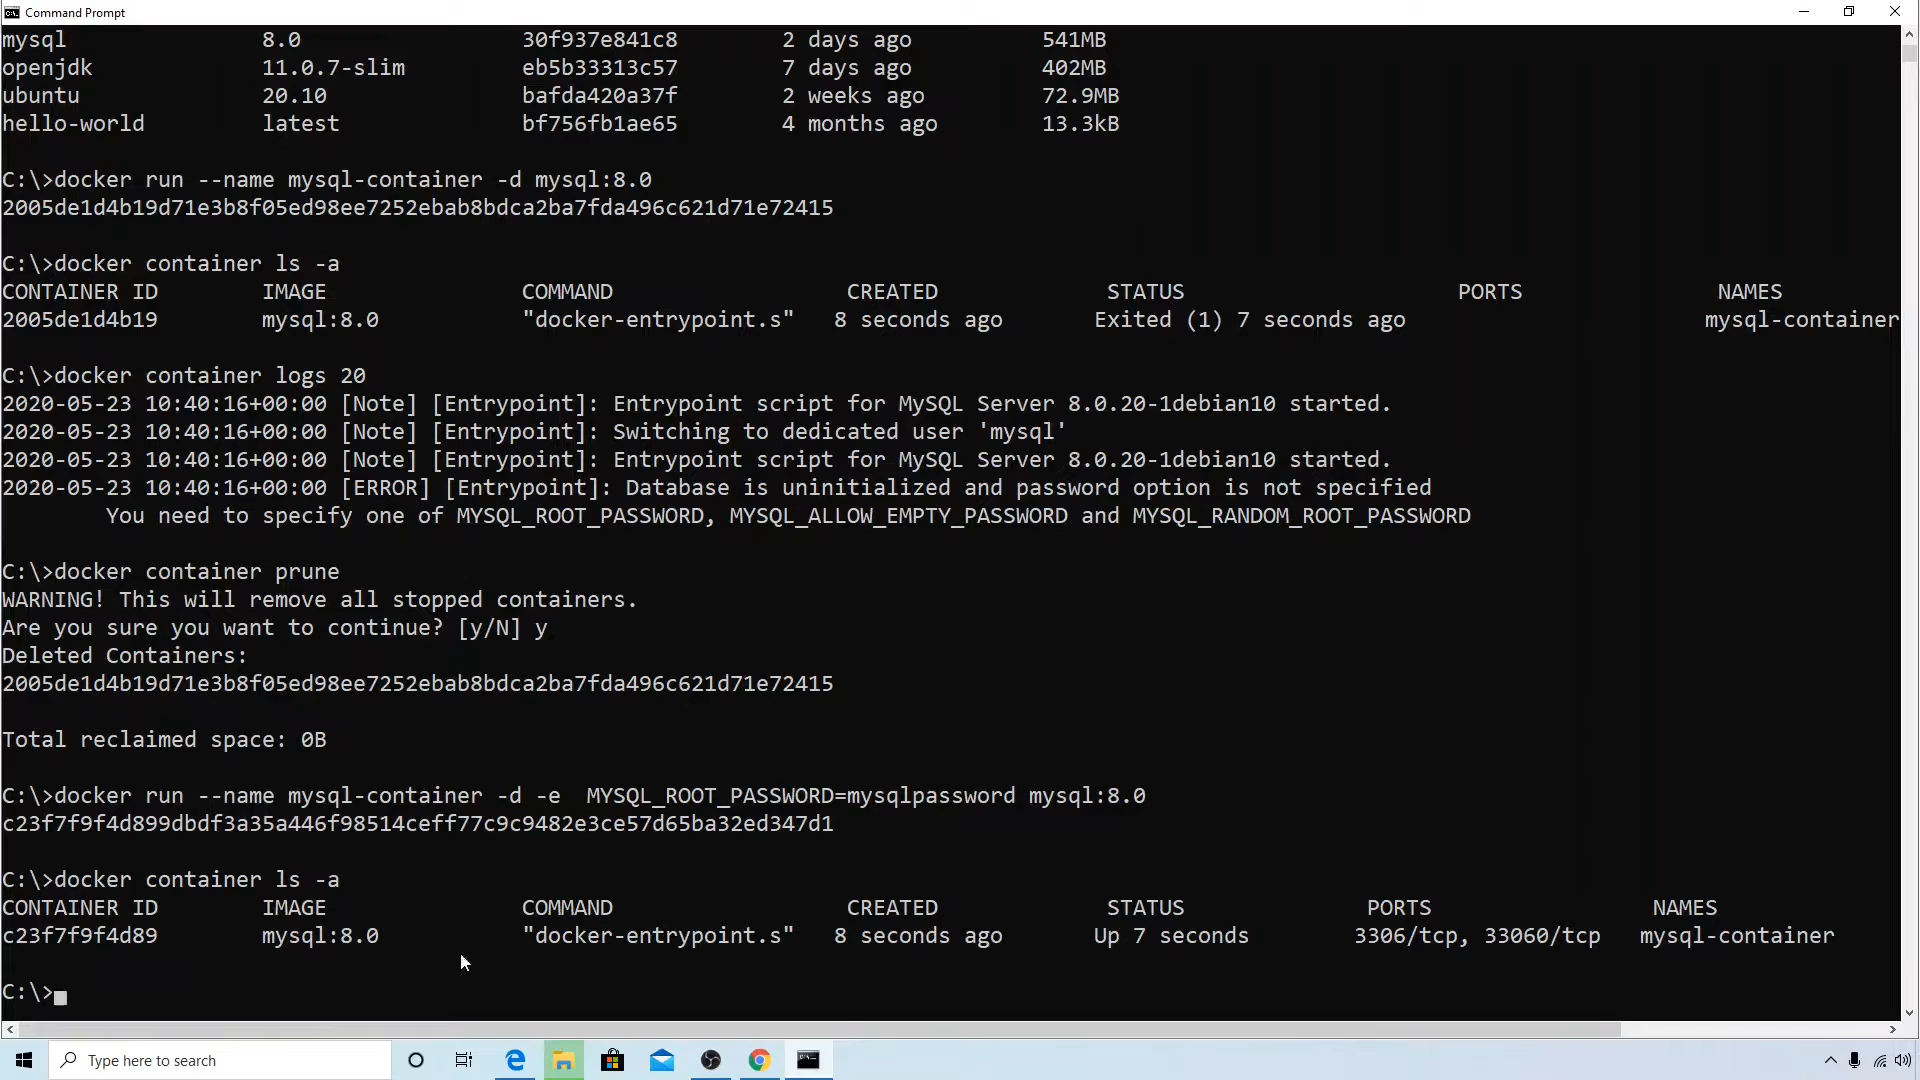 Command Prompt
mysql 8.0 30f937e841c8 2 days ago 541MB
openjdk 11.0.7-slim eb5b33313c57 7 days ago 402MB
ubuntu 20.10 bafda420a37f 2 weeks ago 72.9MB
hello-world latest bf756fb1ae65 4 months ago 13.3kB
C:\>docker run --name mysql-container -d mysql:8.0
2005de1d4b19d71e3b8f05ed98ee7252ebab8bdca2ba7fda496c621d71e72415
C:\>docker container ls -a
CONTAINER ID IMAGE COMMAND CREATED STATUS PORTS NAMES
2005de1d4b19 mysql:8.0 "docker-entrypoint.s" 8 seconds ago Exited (1) 7 seconds ago mysql-container
C:\>docker container logs 20
2020-05-23 10:40:16+00:00 [Note] [Entrypoint]: Entrypoint script for MySQL Server 8.0.20-1debian10 started.
2020-05-23 10:40:16+00:00 [Note] [Entrypoint]: Switching to dedicated user 'mysql'
2020-05-23 10:40:16+00:00 [Note] [Entrypoint]: Entrypoint script for MySQL Server 8.0.20-1debian10 started.
2020-05-23 10:40:16+00:00 [ERROR] [Entrypoint]: Database is uninitialized and password option is not specified
You need to specify one of MYSQL_ROOT_PASSWORD, MYSQL_ALLOW_EMPTY_PASSWORD and MYSQL_RANDOM_ROOT_PASSWORD
C:\>docker container prune
WARNING! This will remove all stopped containers.
Are you sure you want to continue? [y/N] y
Deleted Containers:
2005de1d4b19d71e3b8f05ed98ee7252ebab8bdca2ba7fda496c621d71e72415
Total reclaimed space: 0B
C:\>docker run --name mysql-container -d -e  MYSQL_ROOT_PASSWORD=mysqlpassword mysql:8.0
c23f7f9f4d899dbdf3a35a446f98514ceff77c9c9482e3ce57d65ba32ed347d1
C:\>docker container ls -a
CONTAINER ID IMAGE COMMAND CREATED STATUS PORTS NAMES
c23f7f9f4d89 mysql:8.0 "docker-entrypoint.s" 8 seconds ago Up 7 seconds 3306/tcp, 33060/tcp mysql-container
C:\>
Type here to search